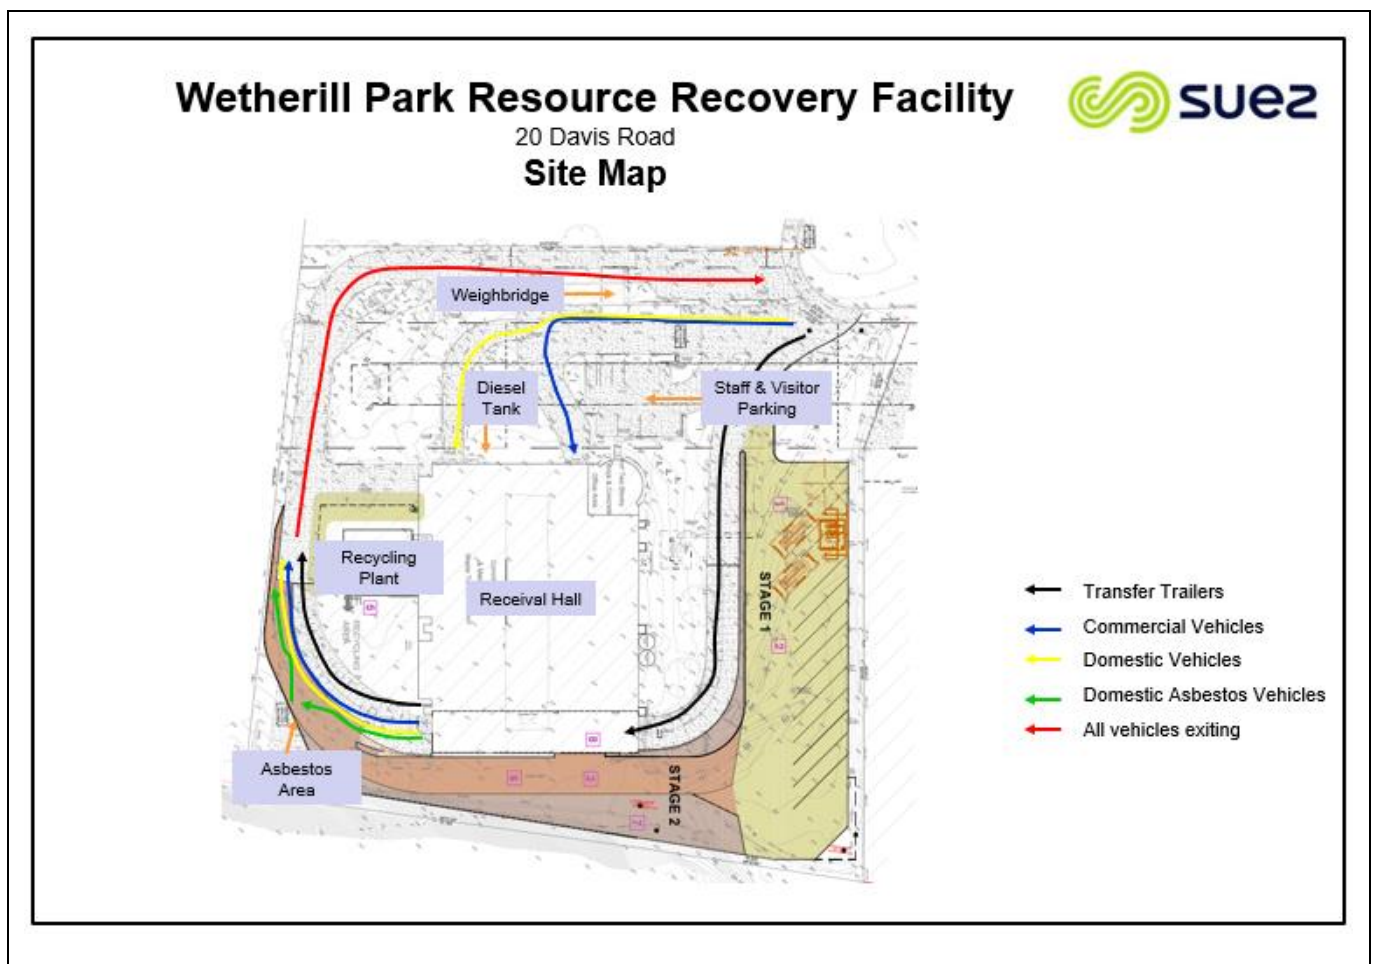 Wetherill Park Resource Recovery Facility
suez
20 Davis Road
Site Map
Weighbridge
Diesel
Tank
Staff & Visitor
Parking
Recycling
Plant
Receival Hall
STAGE 1
STAGE 2
Asbestos
Area
Transfer Trailers
Commercial Vehicles
Domestic Vehicles
Domestic Asbestos Vehicles
All vehicles exiting